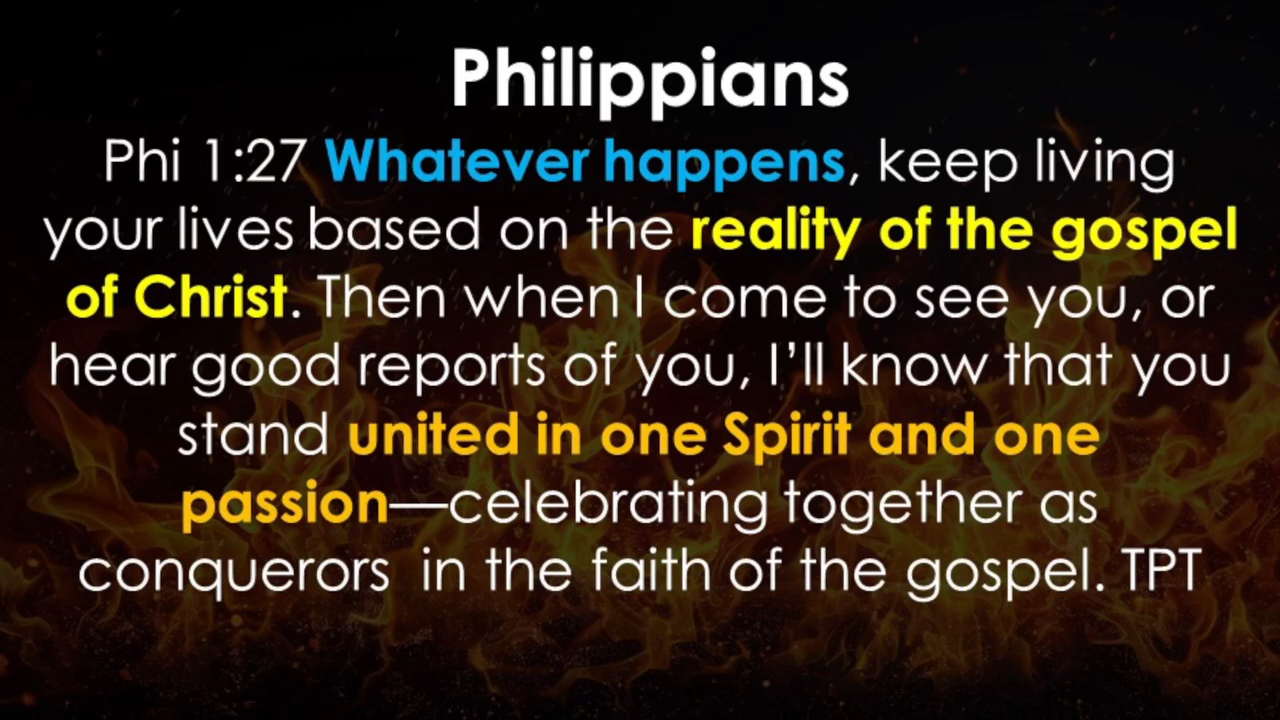 Philippians
Phi 1:27 Whatever happens, keep living
your lives based on the reality of the gospel
of Christ. Then when I come to see you, or
hear good reports of you, I’ll know that you
stand united in one Spirit and one
passion—celebrating together as
conquerors  in the faith of the gospel. TPT